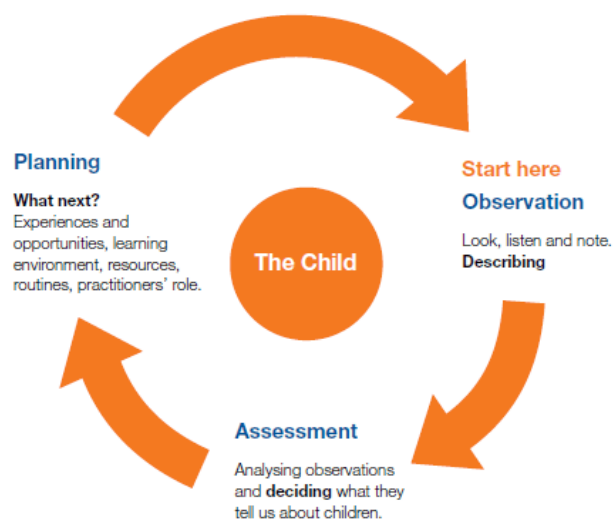 Planning
What next?
Experiences and
opportunities, learning
environment, resources,
routines, practitioners' role.
The Child
Start here
Observation
Look, listen and note.
Describing
Assessment
Analysing observations
and deciding what they
tell us about children.